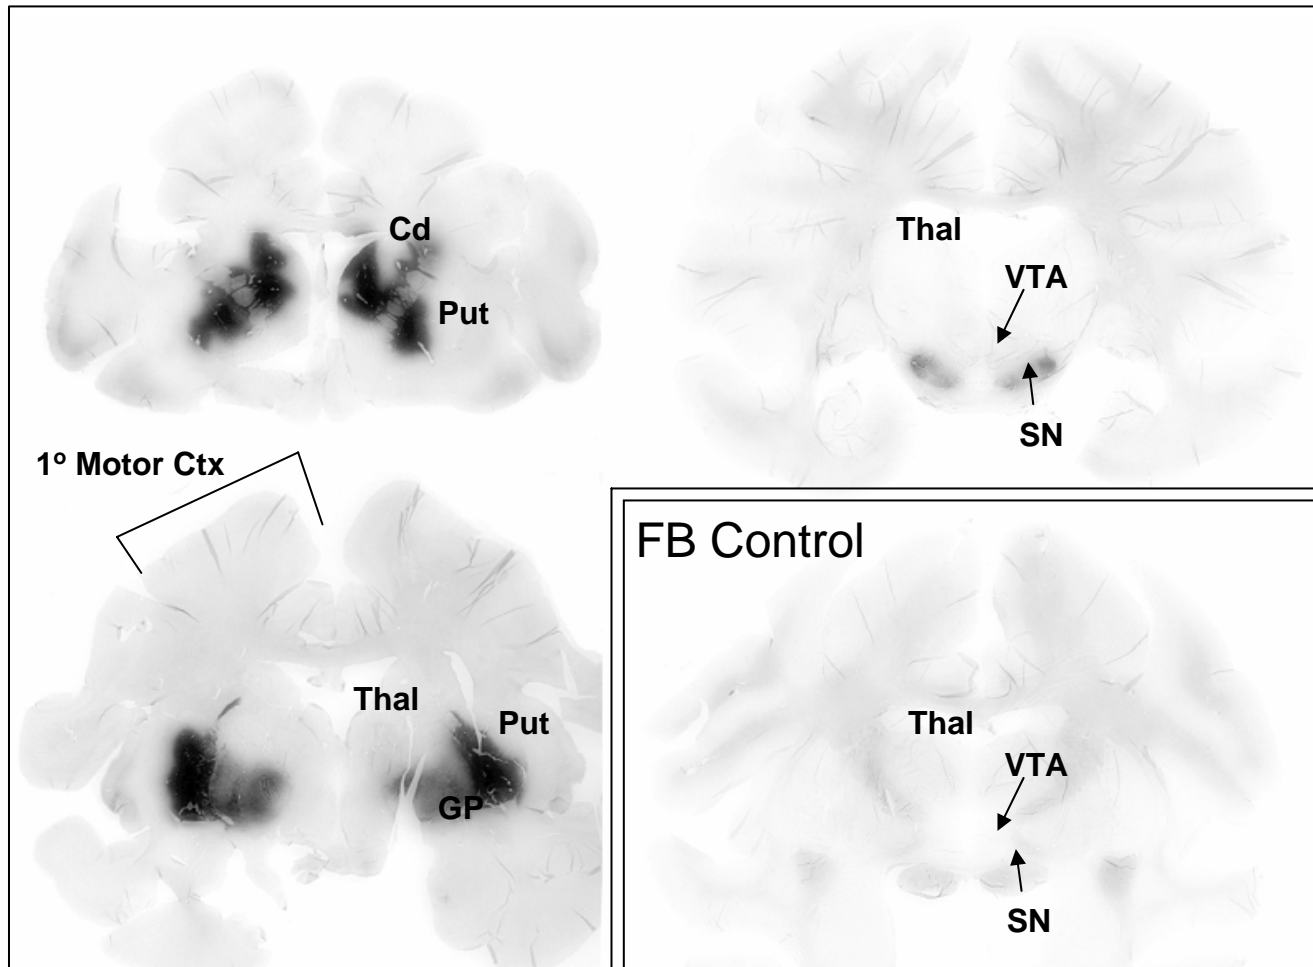 Cd
Put
Thal
VTA
SN
1º Motor Ctx
Thal
Put
GP
FB Control
Thal
VTA
SN